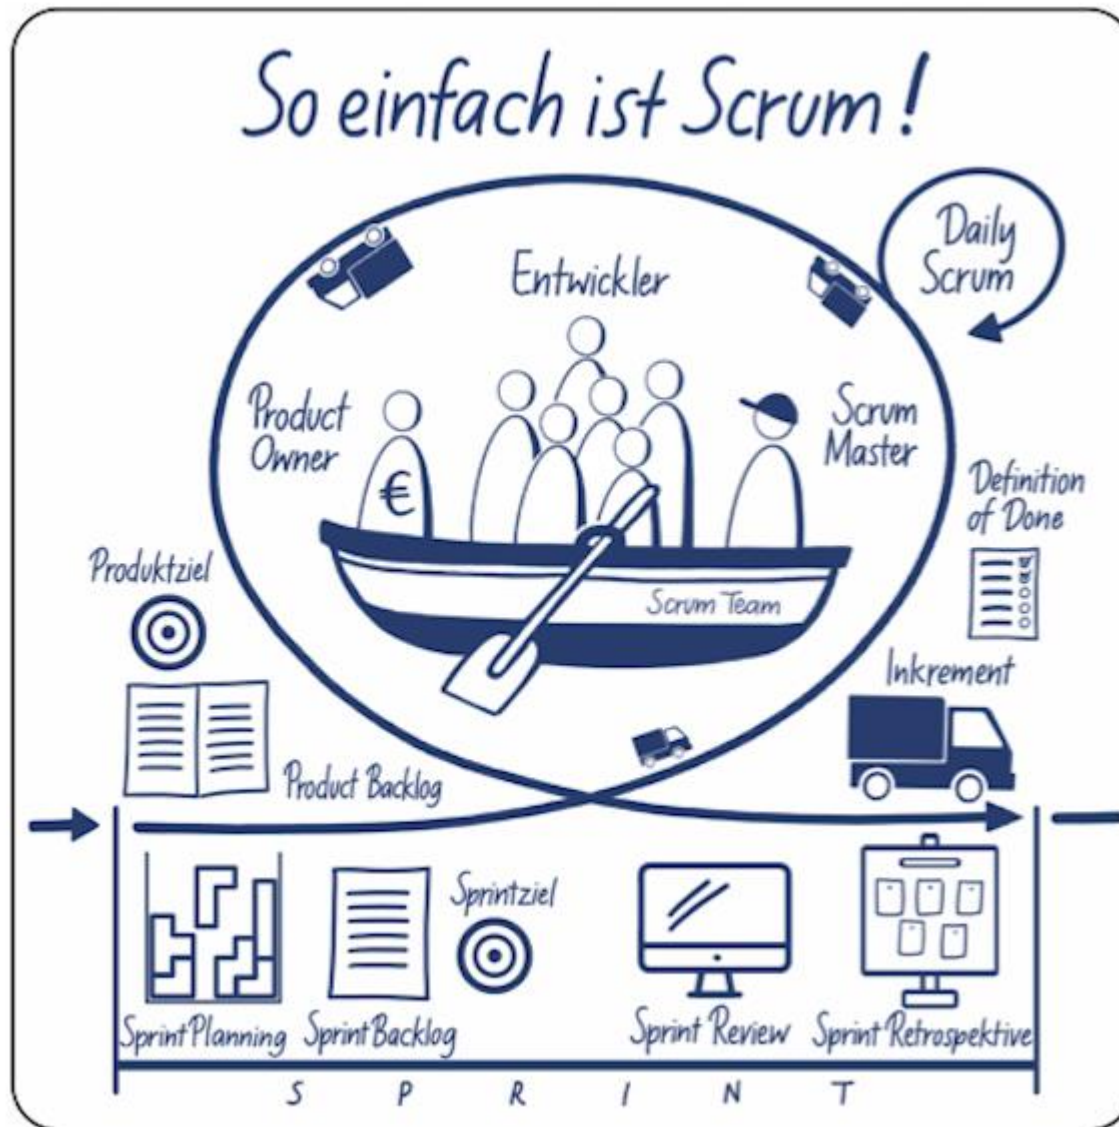 So einfach ist Scrum!
Daily
Scrum
Entwickler
Product
Owner
Scrum
Master
Definition
of Done
Produktziel
Scrum Team
Inkrement
Product Backlog
€
Sprintziel
Sprint Planning
Sprint Backlog
Sprint Review
Sprint Retrospektive
S P R I N T